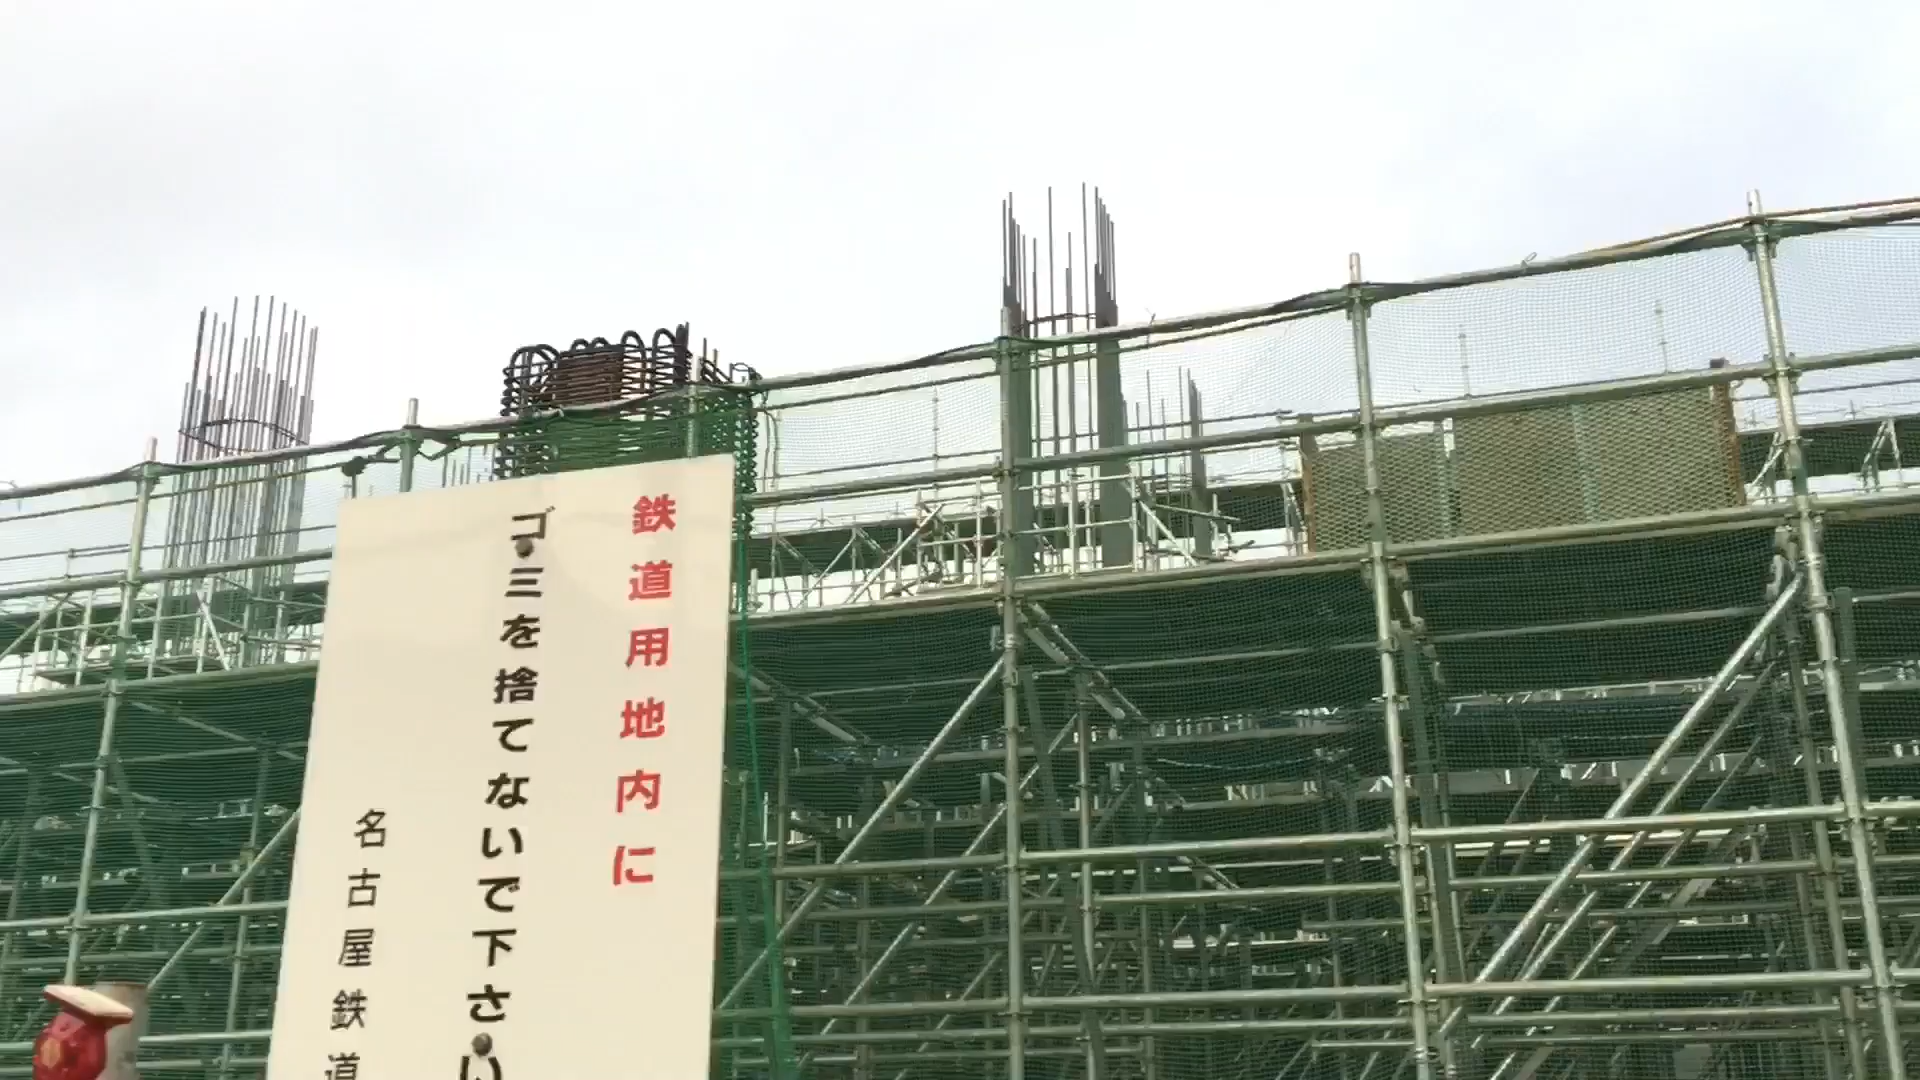 鉄道用地内に
ゴミを捨てないで下さい
名古屋鉄道